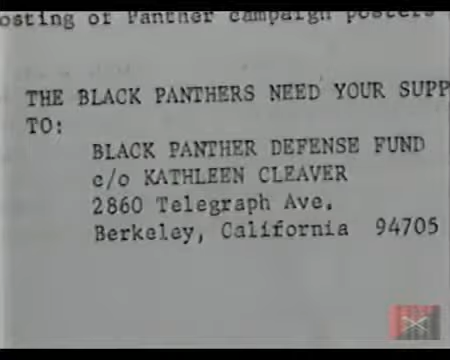 osting of Panther campaign posters
THE BLACK PANTHERS NEED YOUR SUPP
TO:
BLACK PANTHER DEFENSE FUND
c/o KATHLEEN CLEAVER
2860 Telegraph Ave.
Berkeley, California 94705